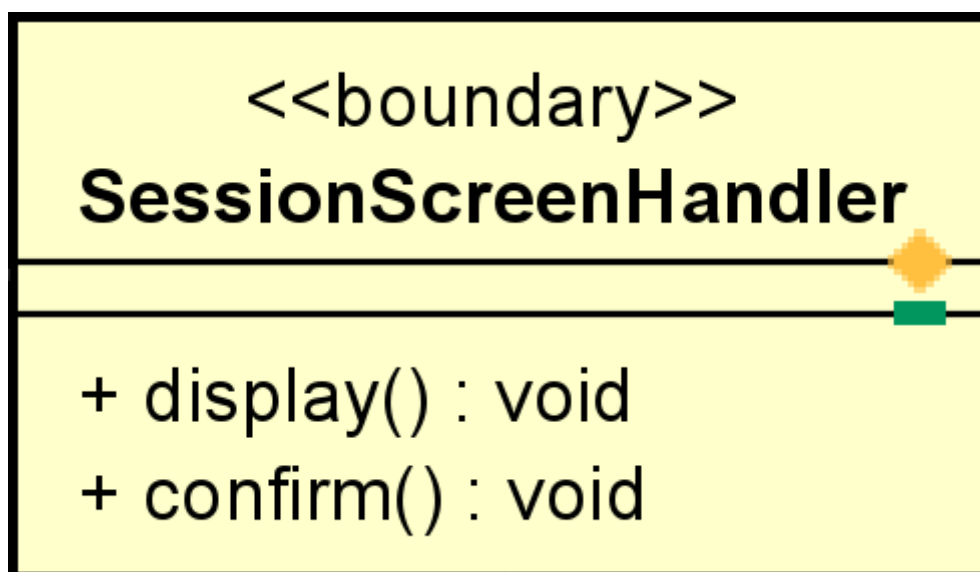 <<boundary>>
SessionScreenHandler
+ display() : void
+ confirm() : void